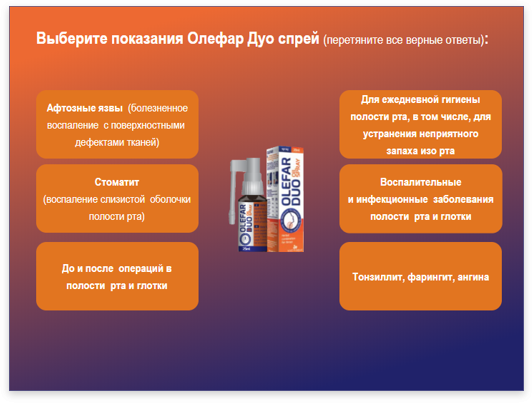 Выберите показания Олефар Дуо спрей (перетяните все верные ответы):
Афтозные язвы (болезненное
воспаление с поверхностными
дефектами тканей)
Стоматит
(воспаление слизистой оболочки
полости рта)
До и после операций в
полости рта и глотки
OLEFAR
DUO
OLEFAR
DUO
SPRAY
Для ежедневной гигиены
полости рта, в том числе, для
устранения неприятного
запаха изо рта
Воспалительные
и инфекционные заболевания
полости рта и глотки
Тонзиллит, фарингит, ангина